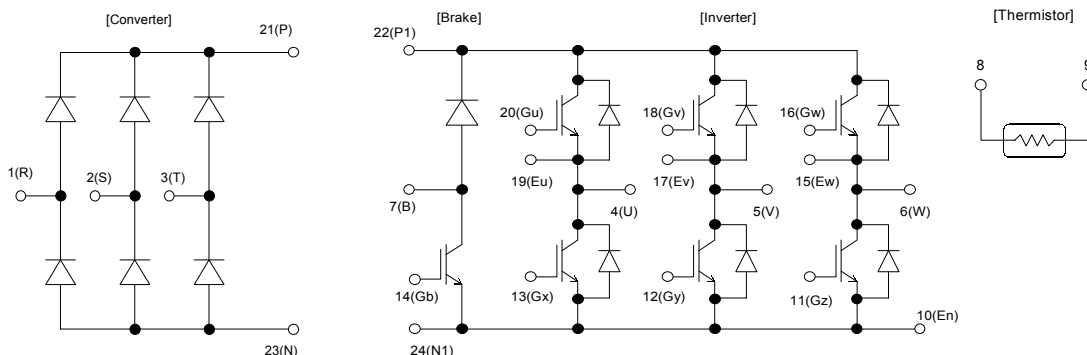 [Converter]
[Brake]
[Inverter]
[Thermistor]
21(P)
22(P1)
8
9
20(Gu)
18(Gv)
16(Gw)
1(R)
2(S)
3(T)
19(Eu)
17(Ev)
15(Ew)
7(B)
4(U)
5(V)
6(W)
14(Gb)
13(Gx)
12(Gy)
11(Gz)
10(En)
23(N)
24(N1)